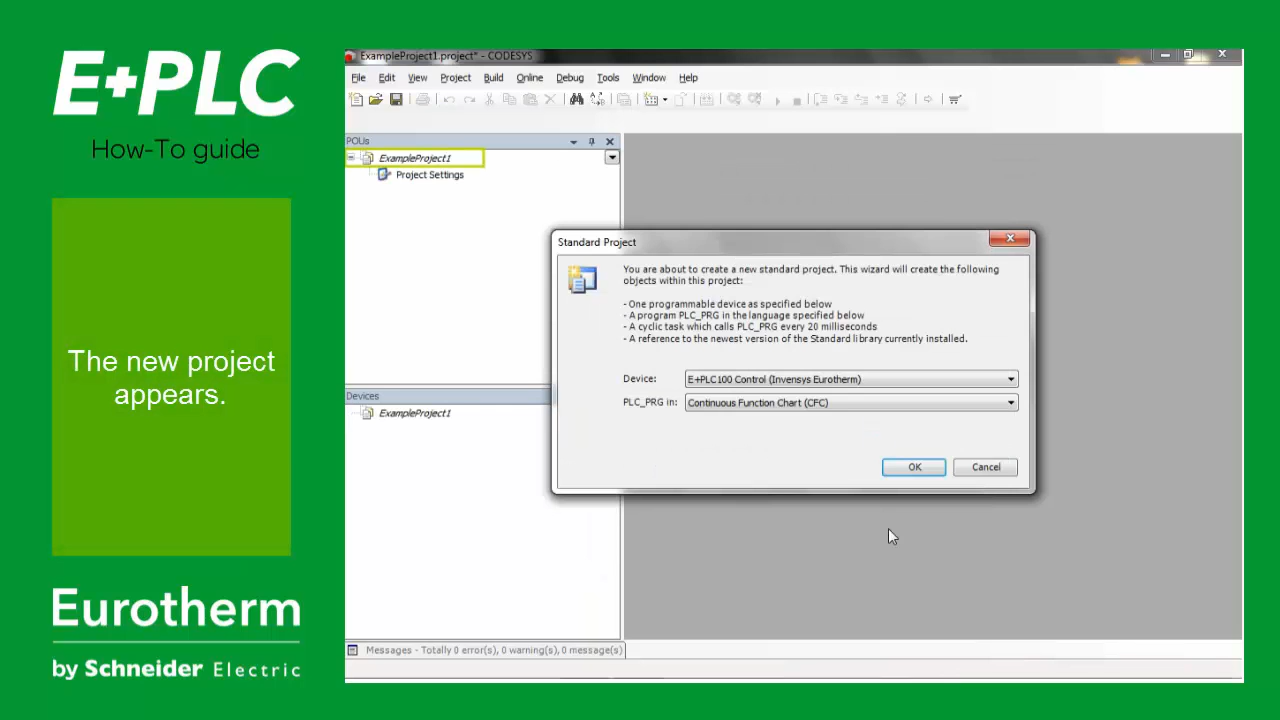 E+PLC
How-To guide
The new project
appears.
Eurotherm
by Schneider Electric
ExampleProject1.project* - CODESYS
File Edit View Project Build Online Debug Tools Window Help
POUs
ExampleProject1
Project Settings
Devices
ExampleProject1
Standard Project
You are about to create a new standard project. This wizard will create the following
objects within this project:
- One programmable device as specified below
- A program PLC_PRG in the language specified below
- A cyclic task which calls PLC_PRG every 20 milliseconds
- A reference to the newest version of the Standard library currently installed.
Device: E+PLC100 Control (Invensys Eurotherm)
PLC_PRG in: Continuous Function Chart (CFC)
OK Cancel
Messages - Totally 0 error(s), 0 warning(s), 0 message(s)